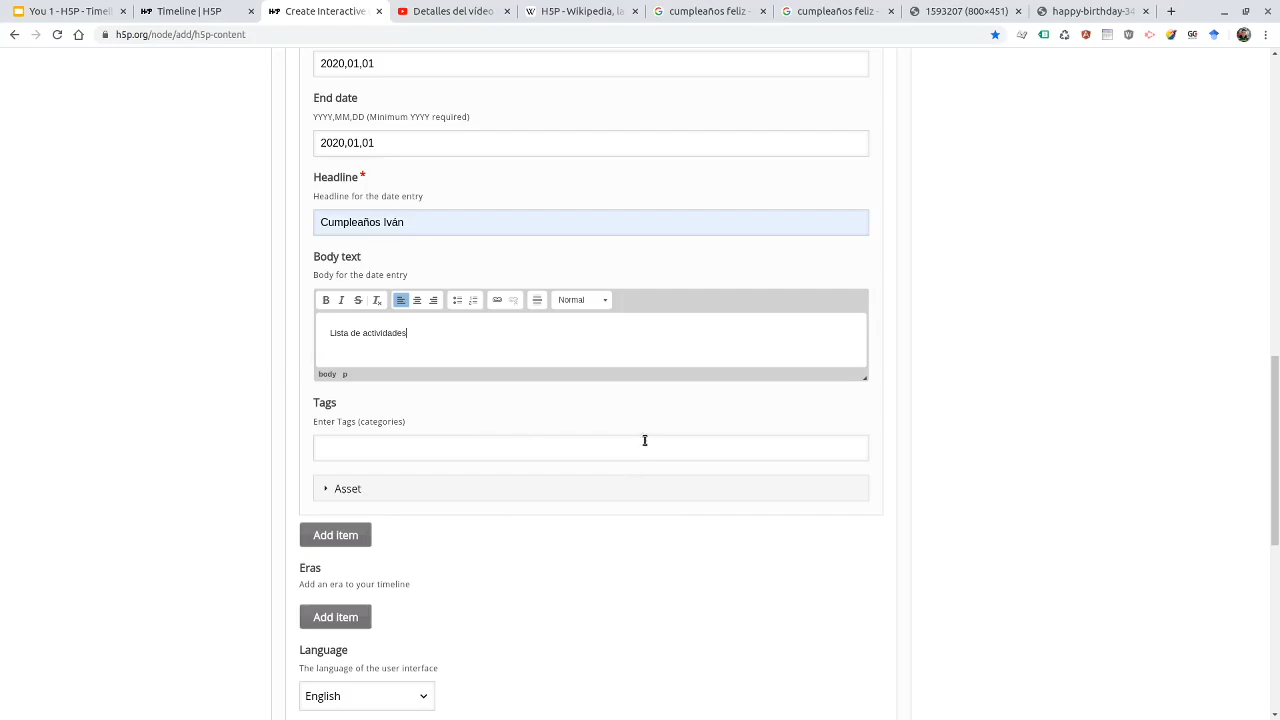 You 1 - H5P - Timel
Timeline | H5P
Create Interactive
Detalles del vídeo
H5P - Wikipedia, la
cumpleaños feliz -
cumpleaños feliz -
1593207 (800×451)
happy-birthday-34
h5p.org/node/add/h5p-content
2020,01,01
End date
YYYY,MM,DD (Minimum YYYY required)
2020,01,01
Headline *
Headline for the date entry
Cumpleaños Iván
Body text
Body for the date entry
B I S Ix Normal
Lista de actividades
body p
Tags
Enter Tags (categories)
Asset
Add item
Eras
Add an era to your timeline
Add item
Language
The language of the user interface
English